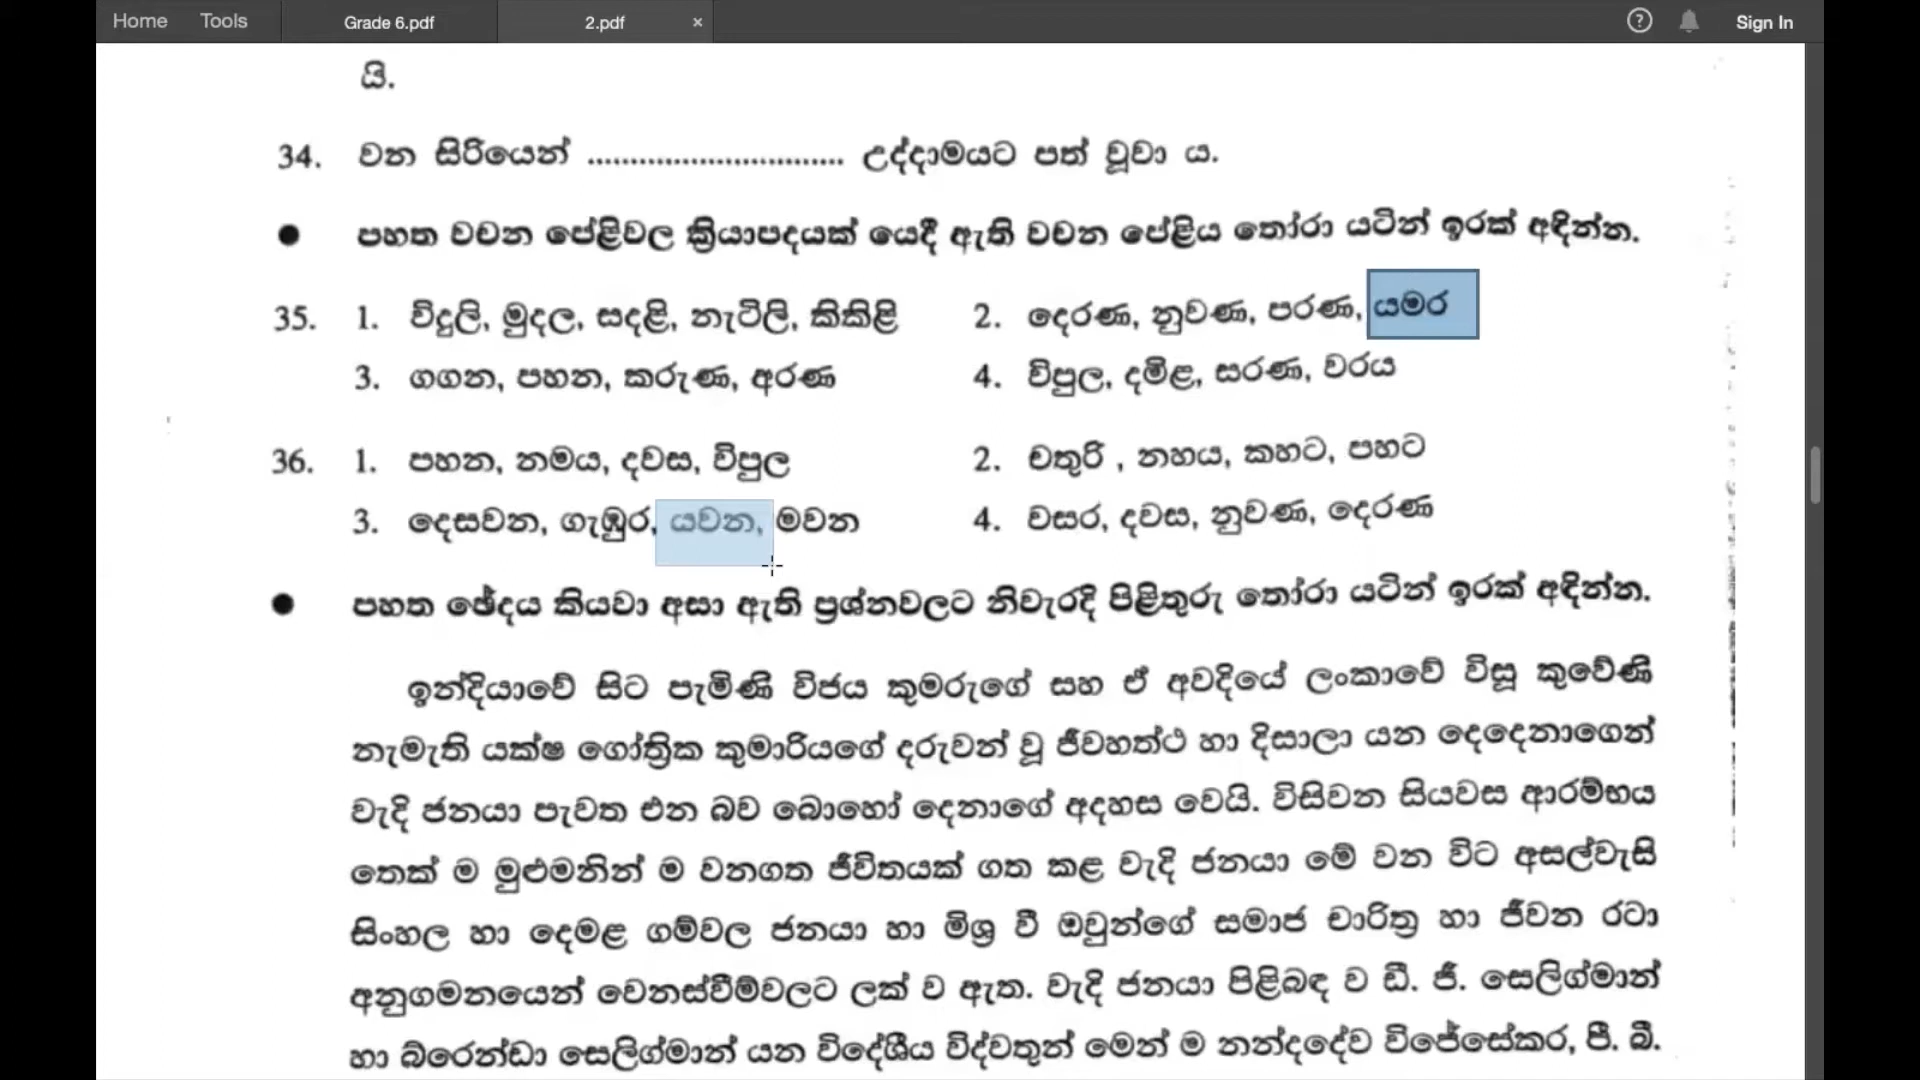 Home Tools Grade 6.pdf 2.pdf × ? Sign In
යි.
34. වන සිරියෙන් .............................. උද්දාමයට පත් වූවා ය.
● පහත වචන පේළිවල ක්‍රියාපදයක් යෙදී ඇති වචන පේළිය තෝරා යටින් ඉරක් අඳින්න.
35. 1. විදුලි, මුදල, සදළි, නැටිලි, කිකිළි 2. දෙරණ, නුවණ, පරණ, යමර
3. ගගන, පහන, කරුණ, අරණ 4. විපුල, දමිළ, සරණ, වරය
36. 1. පහන, නමය, දවස, විපුල 2. චතුරි , නහය, කහට, පහට
3. දෙසවන, ගැඹුර, යවන, මවන 4. වසර, දවස, නුවණ, දෙරණ
● පහත ඡේදය කියවා අසා ඇති ප්‍රශ්නවලට නිවැරදි පිළිතුරු තෝරා යටින් ඉරක් අඳින්න.
ඉන්දියාවේ සිට පැමිණි විජය කුමරුගේ සහ ඒ අවදියේ ලංකාවේ විසූ කුවේණි
නැමැති යක්ෂ ගෝත්‍රික කුමාරියගේ දරුවන් වූ ජීවහත්ථ හා දිසාලා යන දෙදෙනාගෙන්
වැදි ජනයා පැවත එන බව බොහෝ දෙනාගේ අදහස වෙයි. විසිවන සියවස ආරම්භය
තෙක් ම මුළුමනින් ම වනගත ජීවිතයක් ගත කළ වැදි ජනයා මේ වන විට අසල්වැසි
සිංහල හා දෙමළ ගම්වල ජනයා හා මිශ්‍ර වී ඔවුන්ගේ සමාජ චාරිත්‍ර හා ජීවන රටා
අනුගමනයෙන් වෙනස්වීම්වලට ලක් ව ඇත. වැදි ජනයා පිළිබඳ ව ඩී. ජී. සෙලිග්මාන්
හා බ්රෙන්ඩා සෙලිග්මාන් යන විදේශීය විද්වතුන් මෙන් ම නන්දදේව විජේසේකර, පී. බී.